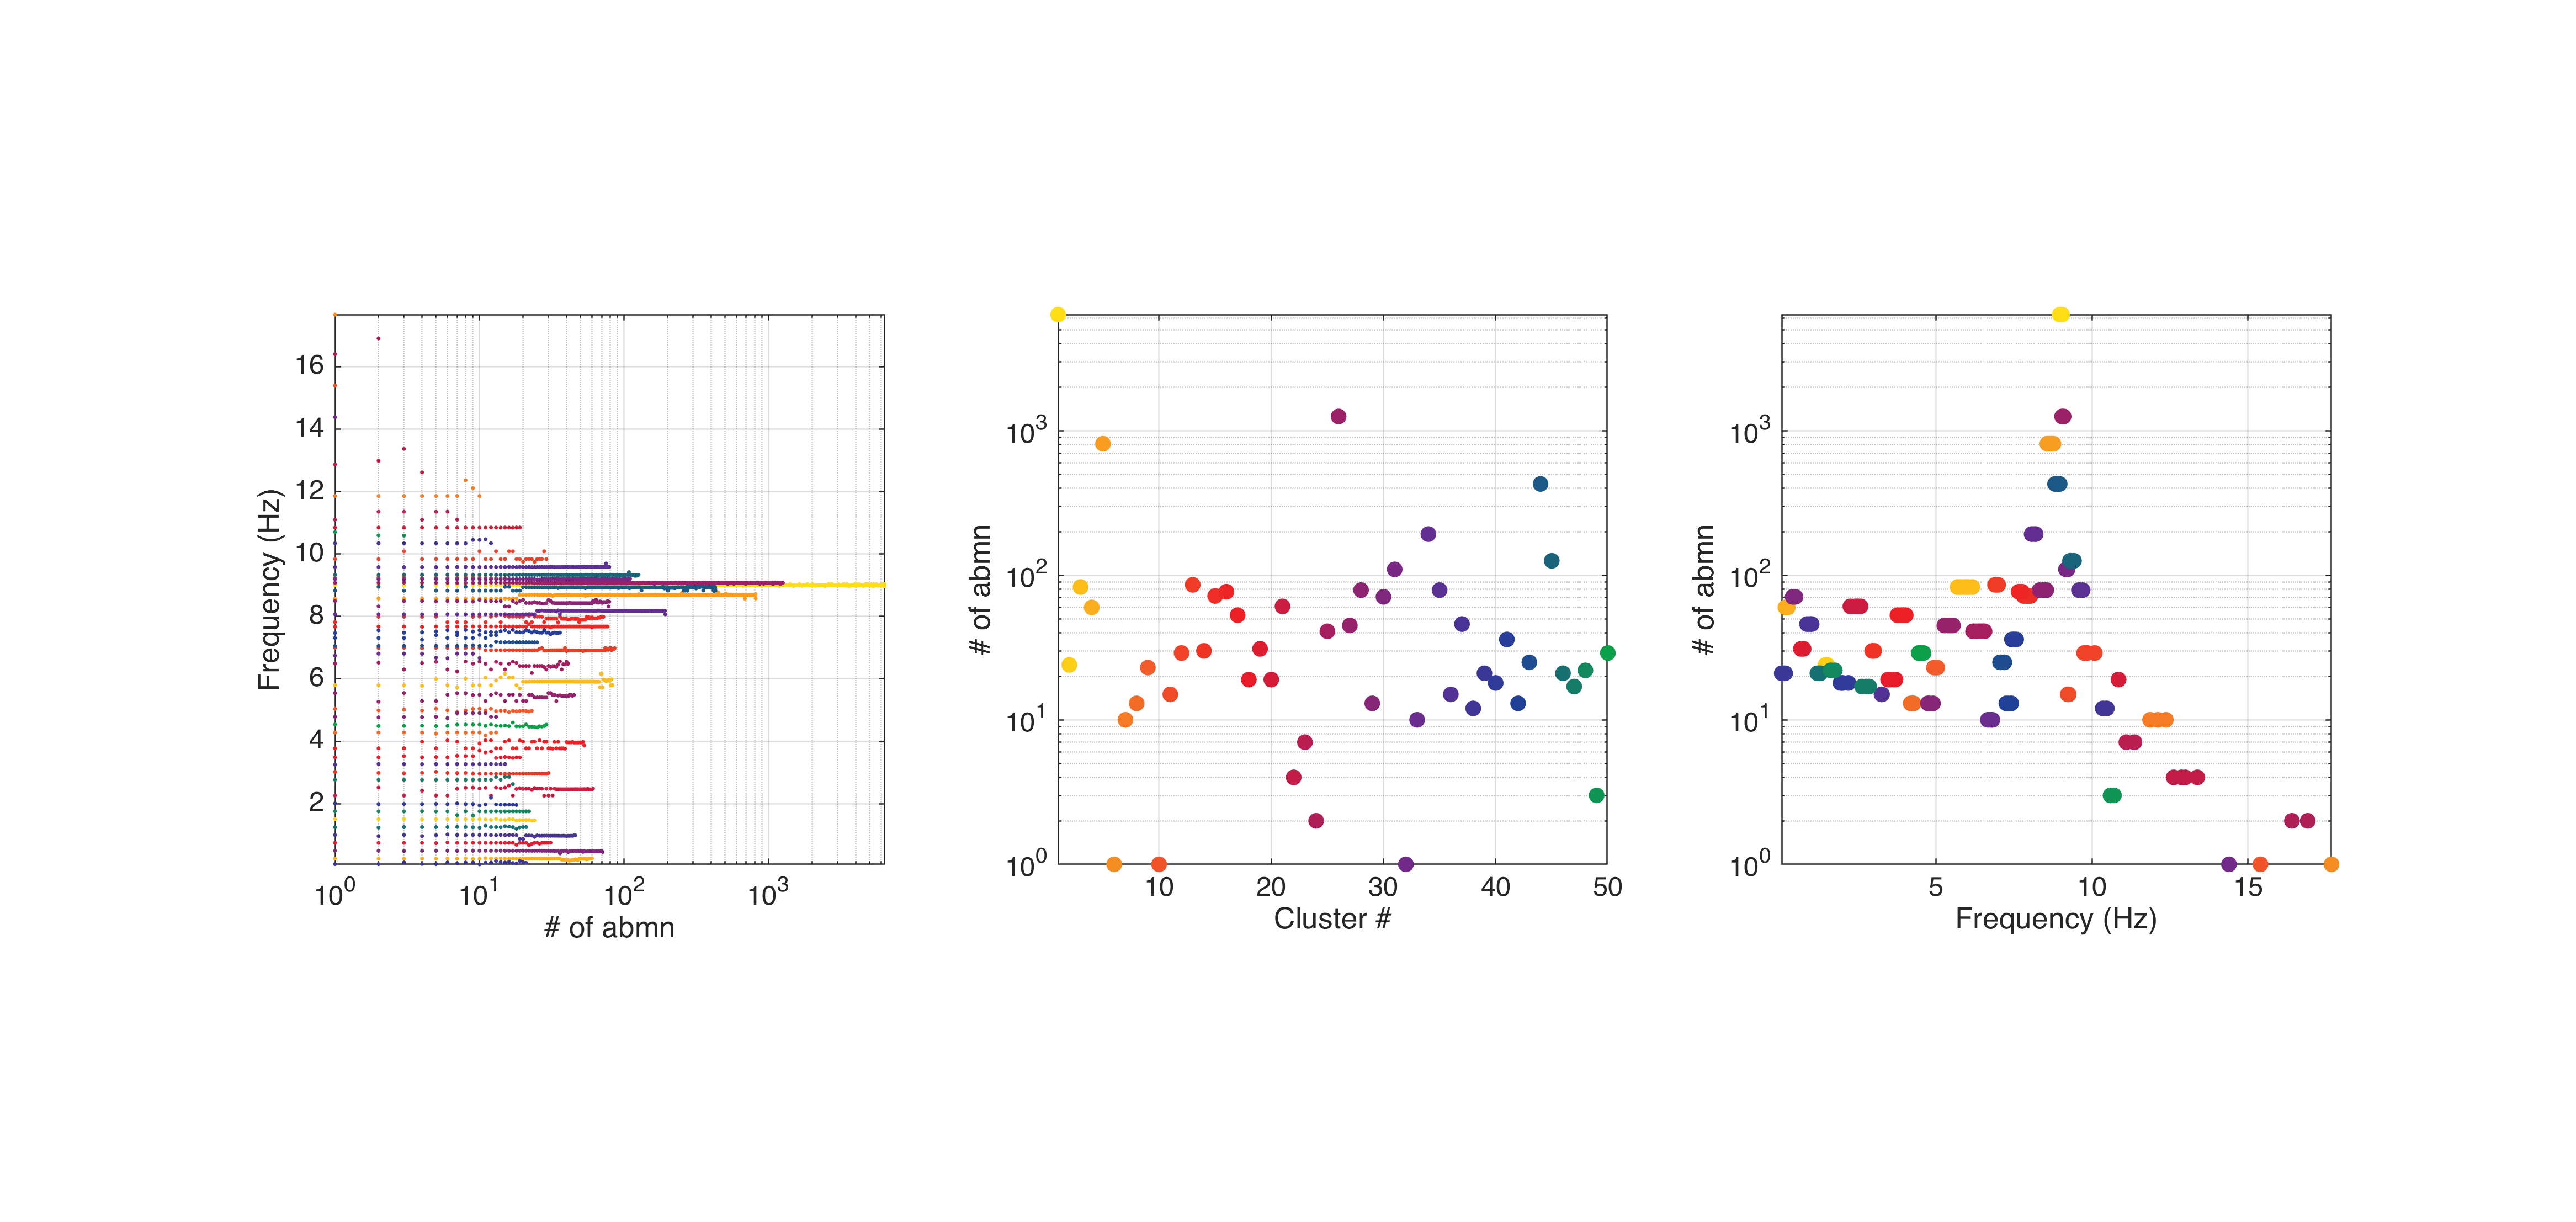 Frequency (Hz)
16
14
12
10
8
6
4
2
10^0 10^1 10^2 10^3
# of abmn
# of abmn
10^3
10^2
10^1
10^0
10 20 30 40 50
Cluster #
# of abmn
10^3
10^2
10^1
10^0
5 10 15
Frequency (Hz)